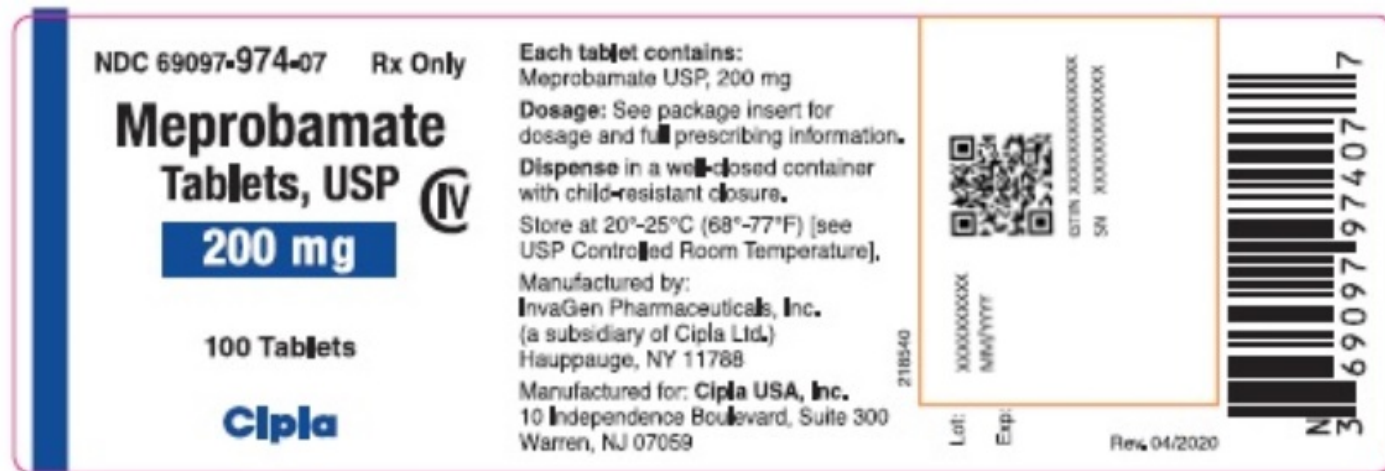 NDC 69097-974-07 Rx Only
Meprobamate
Tablets, USP CIV
200 mg
100 Tablets
Cipla
Each tablet contains:
Meprobamate USP, 200 mg
Dosage: See package insert for
dosage and full prescribing information.
Dispense in a well-closed container
with child-resistant closure.
Store at 20°-25°C (68°-77°F) [see
USP Controlled Room Temperature].
Manufactured by:
InvaGen Pharmaceuticals, Inc.
(a subsidiary of Cipla Ltd.)
Hauppauge, NY 11788
Manufactured for: Cipla USA, Inc.
10 Independence Boulevard, Suite 300
Warren, NJ 07059
218540
Lot: XXXXXXXXXX
Exp: MM/YYYY
GTIN XXXXXXXXXXXXXX
SN XXXXXXXXXXXX
Rev. 04/2020
N
3 69097 97407 7